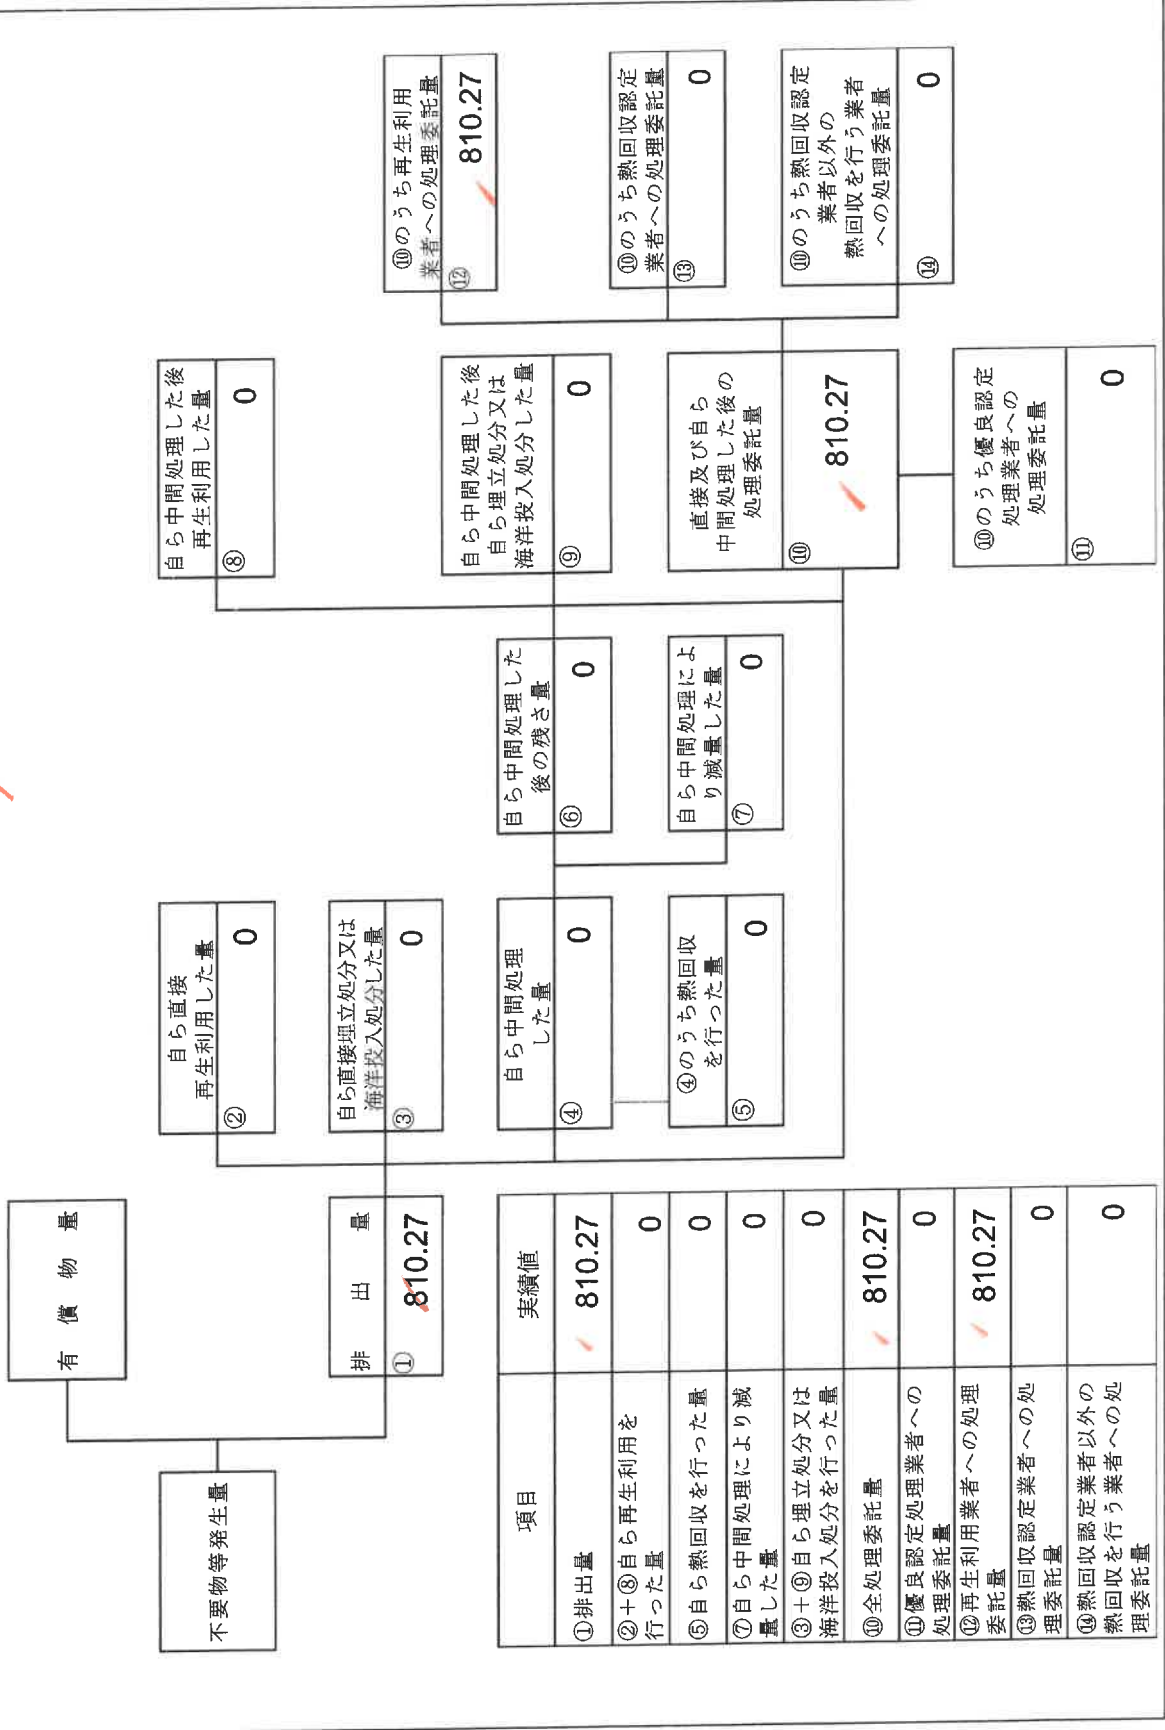 有償物量
不要物等発生量
排出量
① 810.27
自ら直接
再生利用した量
② 0
自ら直接埋立処分又は
海洋投入処分した量
③ 0
自ら中間処理
した量
④ 0
④のうち熱回収
を行った量
⑤ 0
自ら中間処理した
後の残さ量
⑥ 0
自ら中間処理によ
り減量した量
⑦ 0
自ら中間処理した後
再生利用した量
⑧ 0
自ら中間処理した後
自ら埋立処分又は
海洋投入処分した量
⑨ 0
直接及び自ら
中間処理した後の
処理委託量
⑩ 810.27
⑩のうち優良認定
処理業者への
処理委託量
⑪ 0
⑩のうち再生利用
業者への処理委託量
⑫ 810.27
⑩のうち熱回収認定
業者への処理委託量
⑬ 0
⑩のうち熱回収認定
業者以外の
熱回収を行う業者
への処理委託量
⑭ 0
項目 実績値
①排出量 810.27
②+⑧自ら再生利用を
行った量 0
⑤自ら熱回収を行った量 0
⑦自ら中間処理により減
量した量 0
③+⑨自ら埋立処分又は
海洋投入処分を行った量 0
⑩全処理委託量 810.27
⑪優良認定処理業者への
処理委託量 0
⑫再生利用業者への処理
委託量 810.27
⑬熱回収認定業者への処
理委託量 0
⑭熱回収認定業者以外の
熱回収を行う業者への処
理委託量 0